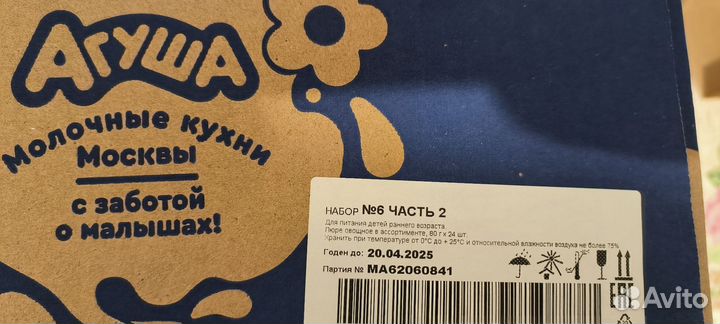 АГУША
МОЛОЧНЫЕ КУХНИ
МОСКВЫ
с заботой
о малышах!
НАБОР №6 ЧАСТЬ 2
Для питания детей раннего возраста.
Пюре овощное в ассортименте, 80 г х 24 шт.
Хранить при температуре от 0°С до + 25°С и относительной влажности воздуха не более 75%
Годен до: 20.04.2025
Партия № МА62060841
EAC
Avito